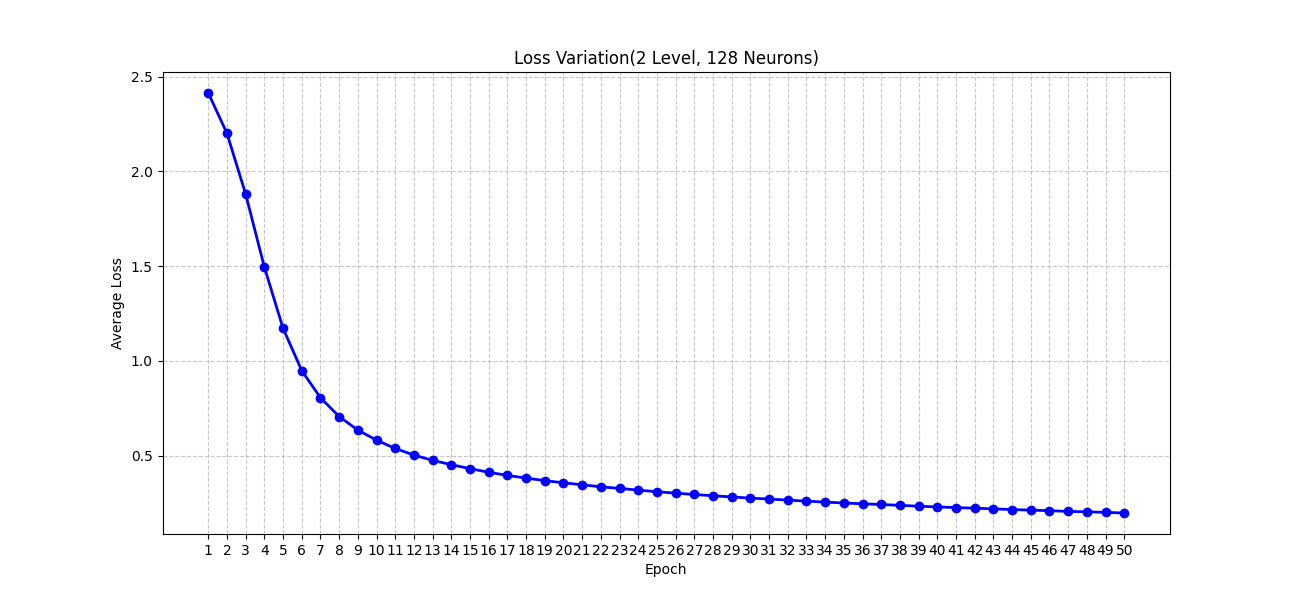 Loss Variation(2 Level, 128 Neurons)
2.5
2.0
1.5
1.0
0.5
Average Loss
1 2 3 4 5 6 7 8 9 10 11 12 13 14 15 16 17 18 19 20 21 22 23 24 25 26 27 28 29 30 31 32 33 34 35 36 37 38 39 40 41 42 43 44 45 46 47 48 49 50
Epoch